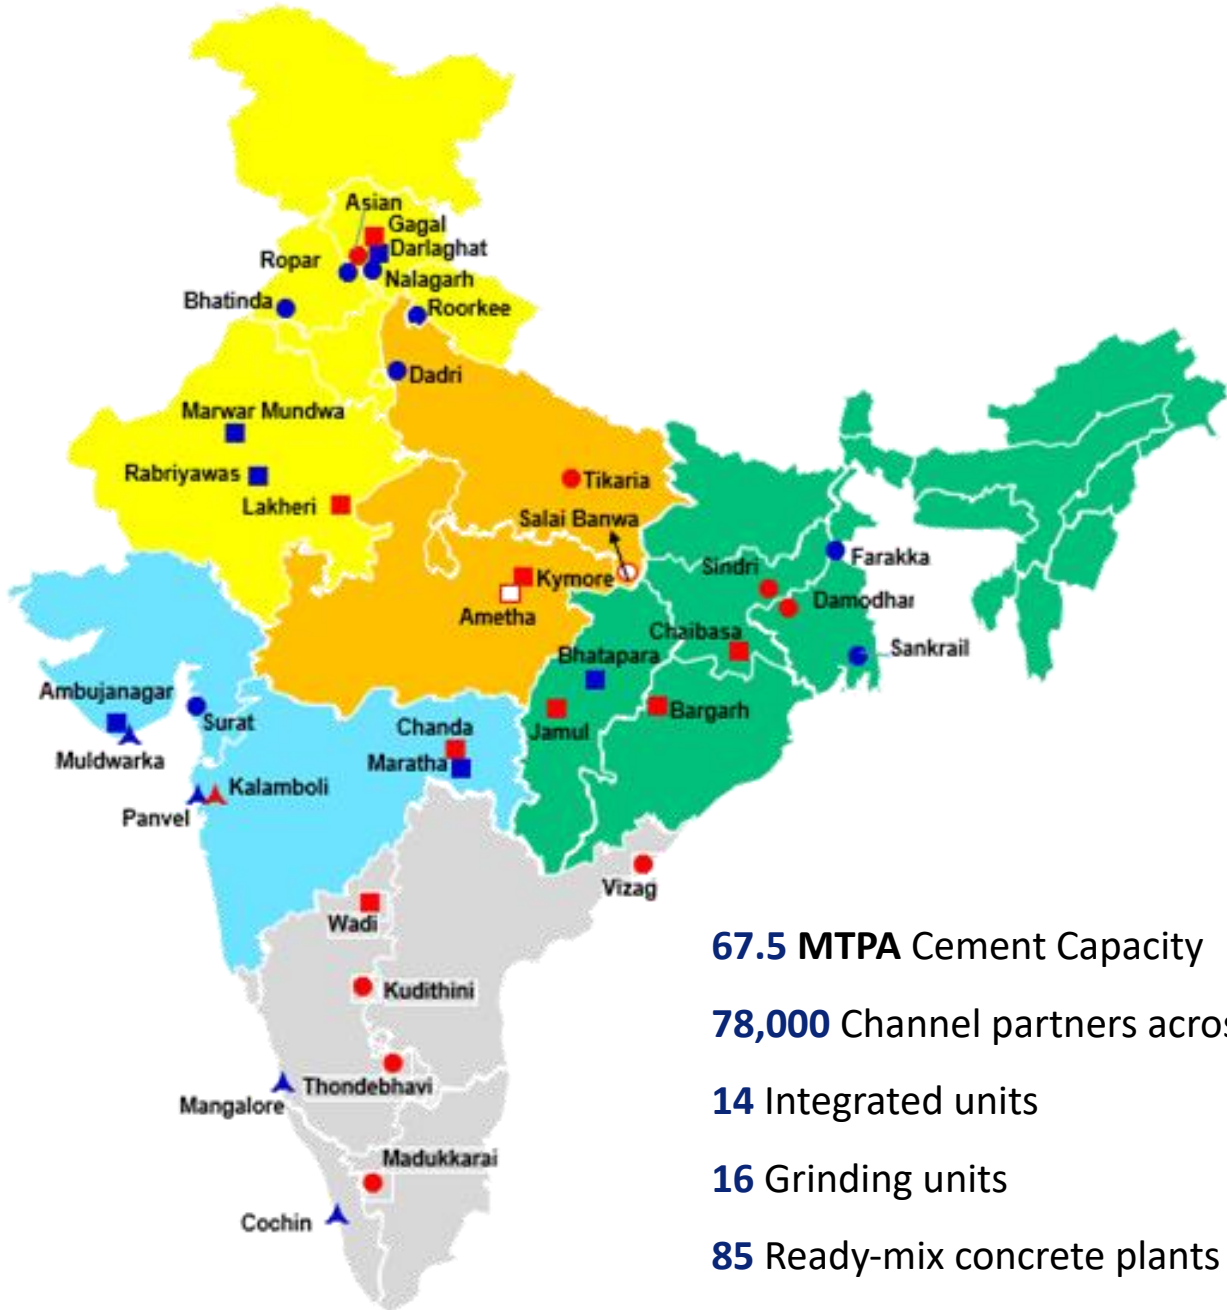 Asian
Gagal
Darlaghat
Ropar
Nalagarh
Bhatinda
Roorkee
Dadri
Marwar Mundwa
Rabriyawas
Lakheri
Tikaria
Salai Banwa
Kymore
Ametha
Sindri
Farakka
Damodhar
Chaibasa
Sankrail
Bhatapara
Ambujanagar
Surat
Jamul
Bargarh
Chanda
Maratha
Muldwarka
Kalamboli
Panvel
Vizag
Wadi
Kudithini
Thondebhavi
Mangalore
Madukkarai
Cochin
67.5 MTPA Cement Capacity
78,000 Channel partners acros
14 Integrated units
16 Grinding units
85 Ready-mix concrete plants